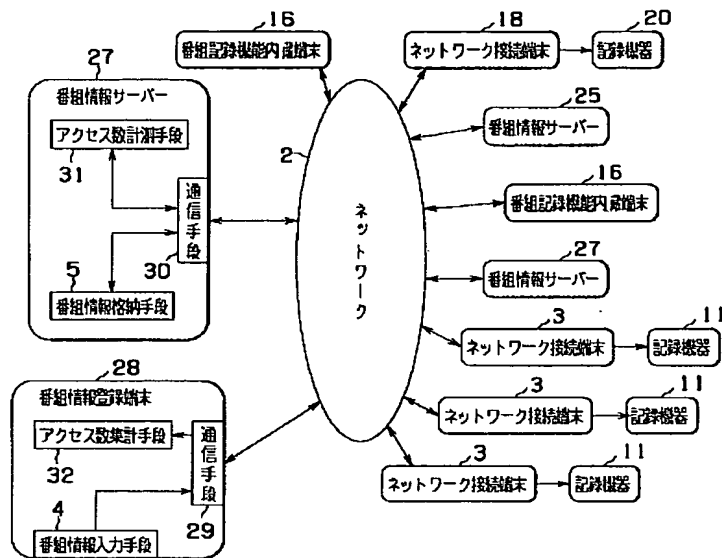 27
番組情報サーバー
アクセス数計測手段
31
通信手段
30
5
番組情報格納手段
28
番組情報登録端末
アクセス数集計手段
32
通信手段
29
4
番組情報入力手段
16
番組記録機能内蔵端末
2
ネットワーク
18
ネットワーク接続端末
20
記録機器
25
番組情報サーバー
16
番組記録機能内蔵端末
27
番組情報サーバー
3
ネットワーク接続端末
11
記録機器
3
ネットワーク接続端末
11
記録機器
3
ネットワーク接続端末
11
記録機器